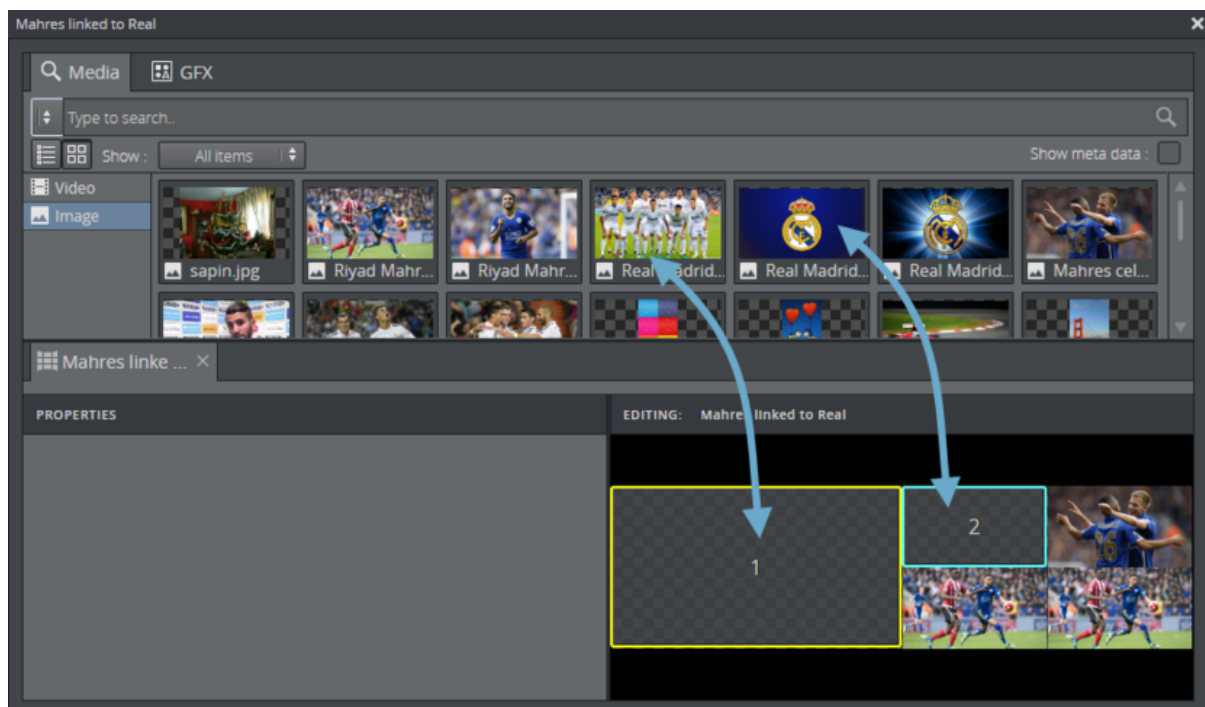 Mahres linked to Real
Media
GFX
Type to search..
Show :
All items
Show meta data :
Video
Image
sapin.jpg
Riyad Mahr...
Riyad Mahr...
Real Madrid...
Real Madrid...
Real Madrid...
Mahres cel...
Mahres linke ...
PROPERTIES
EDITING: Mahres linked to Real
1
2
26